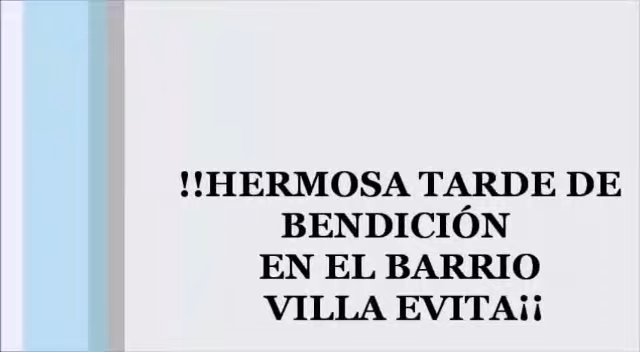 !!HERMOSA TARDE DE
BENDICIÓN
EN EL BARRIO
VILLA EVITA¡¡